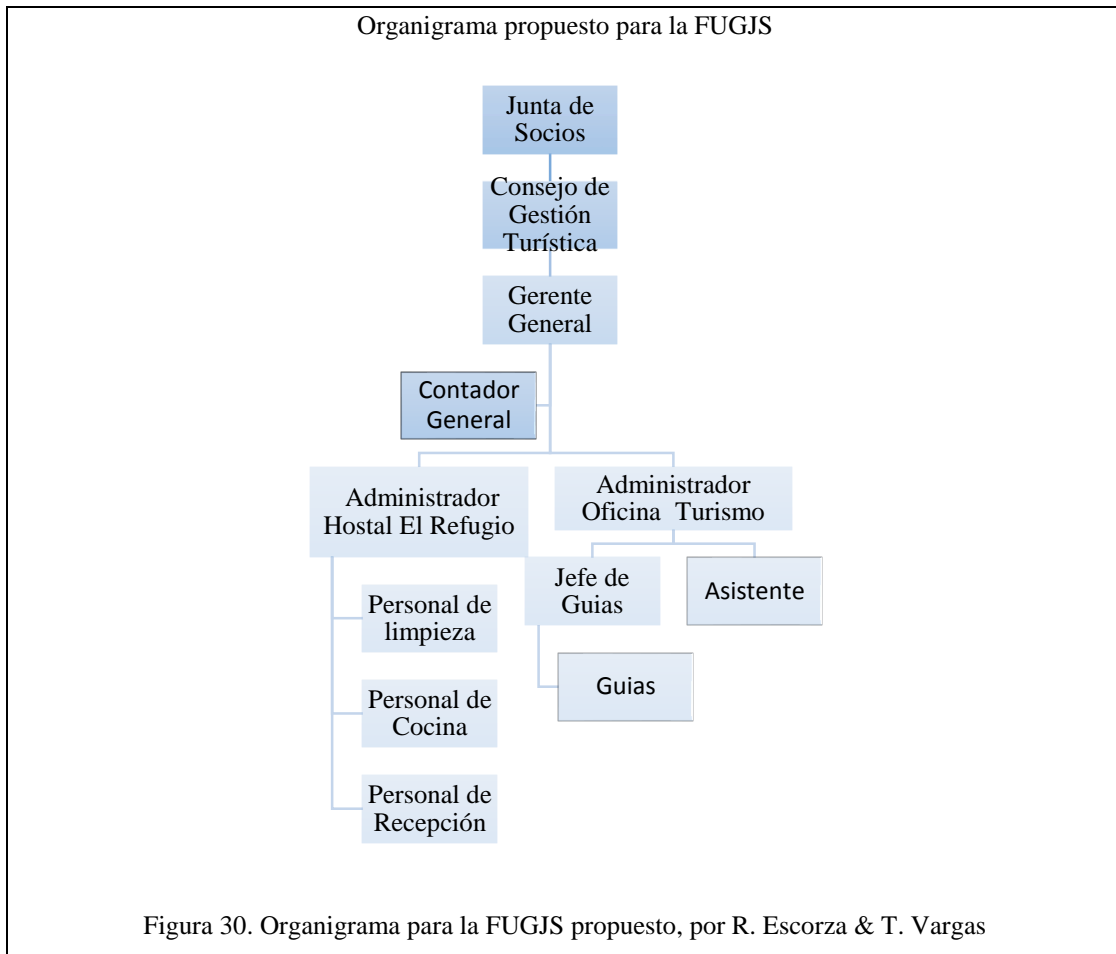 Organigrama propuesto para la FUGJS
Junta de
Socios
Consejo de
Gestión
Turística
Gerente
General
Contador
General
Administrador
Hostal El Refugio
Administrador
Oficina Turismo
Personal de
limpieza
Personal de
Cocina
Personal de
Recepción
Jefe de
Guias
Asistente
Guias
Figura 30. Organigrama para la FUGJS propuesto, por R. Escorza & T. Vargas